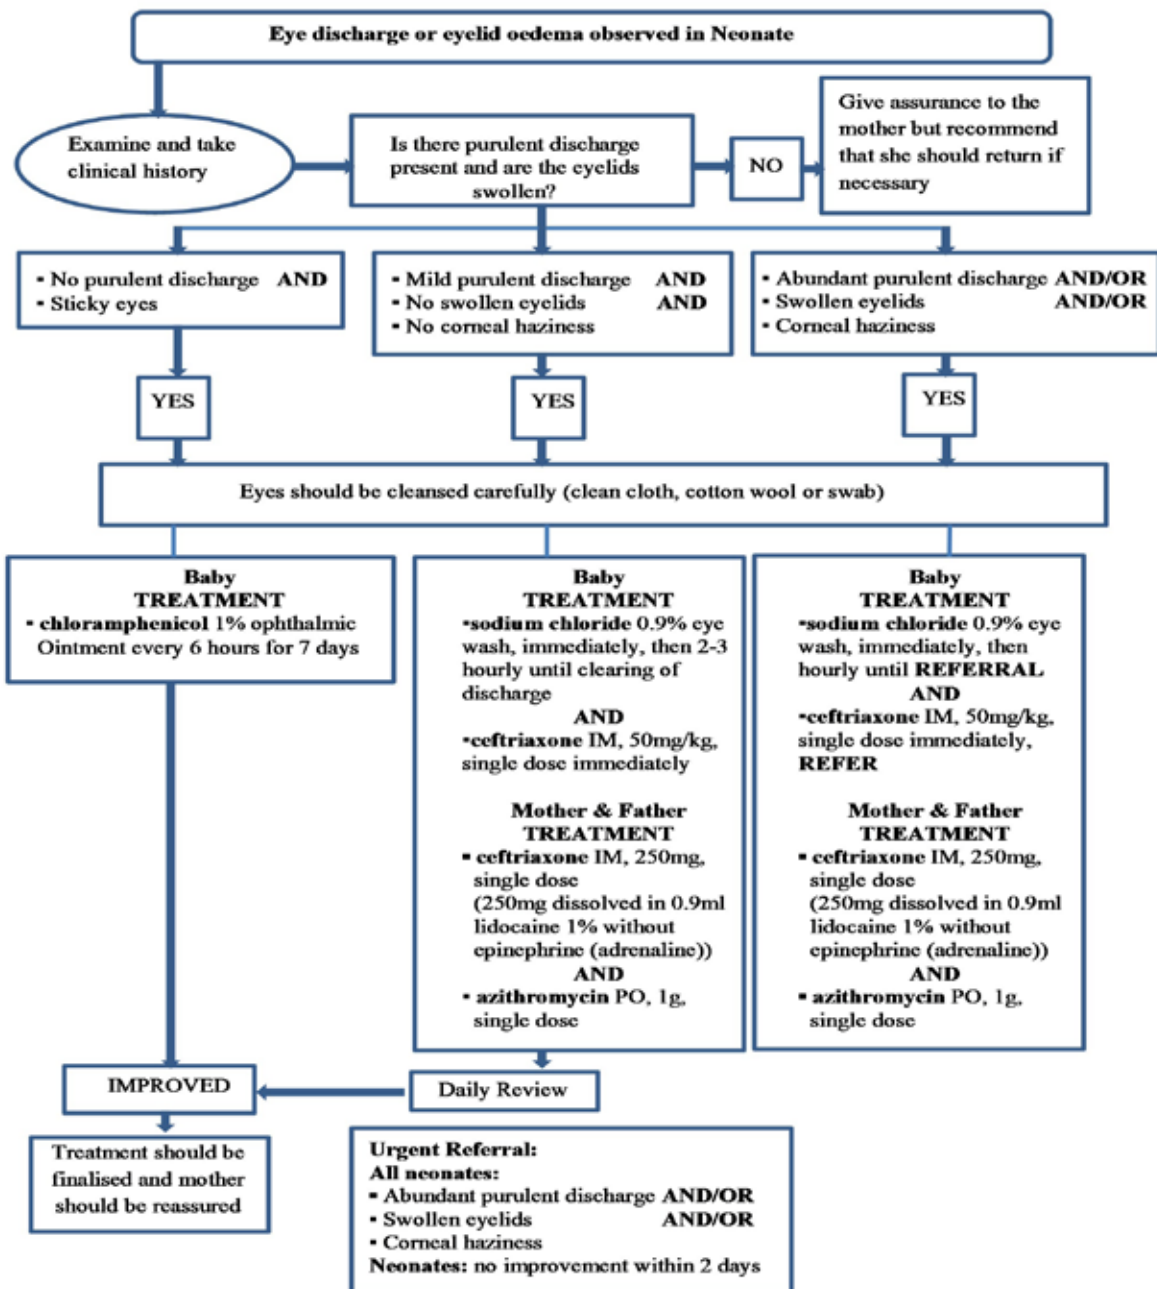 Eye discharge or eyelid oedema observed in Neonate
Examine and take
clinical history
Is there purulent discharge
present and are the eyelids
swollen?
NO
Give assurance to the
mother but recommend
that she should return if
necessary
▪ No purulent discharge AND
▪ Sticky eyes
▪ Mild purulent discharge AND
▪ No swollen eyelids AND
▪ No corneal haziness
▪ Abundant purulent discharge AND/OR
▪ Swollen eyelids AND/OR
▪ Corneal haziness
YES
YES
YES
Eyes should be cleansed carefully (clean cloth, cotton wool or swab)
Baby
TREATMENT
▪ chloramphenicol 1% ophthalmic
Ointment every 6 hours for 7 days
Baby
TREATMENT
▪sodium chloride 0.9% eye
wash, immediately, then 2-3
hourly until clearing of
discharge
AND
▪ceftriaxone IM, 50mg/kg,
single dose immediately
Mother & Father
TREATMENT
▪ ceftriaxone IM, 250mg,
single dose
(250mg dissolved in 0.9ml
lidocaine 1% without
epinephrine (adrenaline))
AND
▪ azithromycin PO, 1g,
single dose
Baby
TREATMENT
▪sodium chloride 0.9% eye
wash, immediately, then
hourly until REFERRAL
AND
▪ceftriaxone IM, 50mg/kg,
single dose immediately,
REFER
Mother & Father
TREATMENT
▪ ceftriaxone IM, 250mg,
single dose
(250mg dissolved in 0.9ml
lidocaine 1% without
epinephrine (adrenaline))
AND
▪ azithromycin PO, 1g,
single dose
IMPROVED
Daily Review
Treatment should be
finalised and mother
should be reassured
Urgent Referral:
All neonates:
▪ Abundant purulent discharge AND/OR
▪ Swollen eyelids AND/OR
▪ Corneal haziness
Neonates: no improvement within 2 days